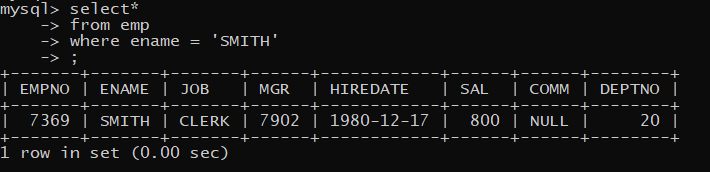 mysql> select*
    -> from emp
    -> where ename = 'SMITH'
    -> ;
+-------+-------+-------+------+------------+------+------+--------+
| EMPNO | ENAME | JOB   | MGR  | HIREDATE   | SAL  | COMM | DEPTNO |
+-------+-------+-------+------+------------+------+------+--------+
|  7369 | SMITH | CLERK | 7902 | 1980-12-17 |  800 | NULL |     20 |
+-------+-------+-------+------+------------+------+------+--------+
1 row in set (0.00 sec)